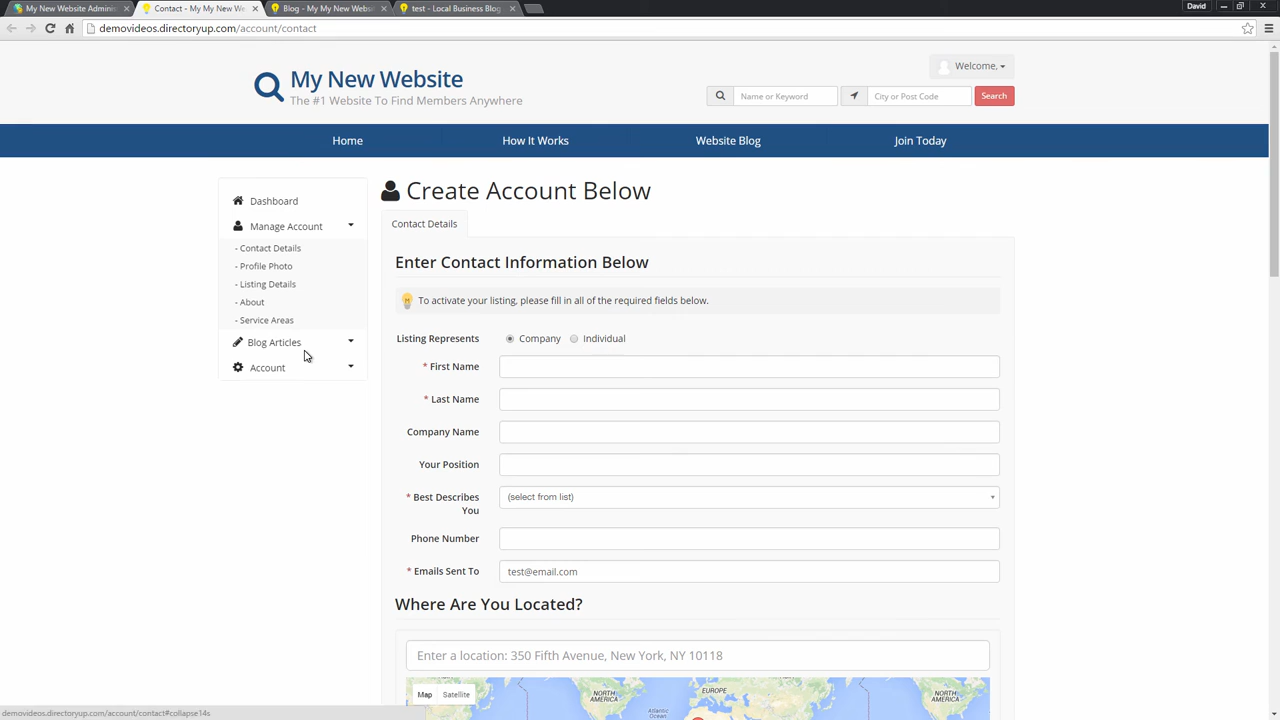 My New Website Admini
Contact - My My New We
Blog - My My New Websit
test - Local Business Blog
David
demovideos.directoryup.com/account/contact
My New Website
The #1 Website To Find Members Anywhere
Welcome,
Name or Keyword
City or Post Code
Search
Home
How It Works
Website Blog
Join Today
Dashboard
Manage Account
- Contact Details
- Profile Photo
- Listing Details
- About
- Service Areas
Blog Articles
Account
Create Account Below
Contact Details
Enter Contact Information Below
To activate your listing, please fill in all of the required fields below.
Listing Represents
Company
Individual
* First Name
* Last Name
Company Name
Your Position
* Best Describes
You
(select from list)
Phone Number
* Emails Sent To
test@email.com
Where Are You Located?
Enter a location: 350 Fifth Avenue, New York, NY 10118
Map
Satellite
NORTH
AMERICA
EUROPE
Atlantic
Ocean
NORTH
AMERICA
demovideos.directoryup.com/account/contact#collapse14s